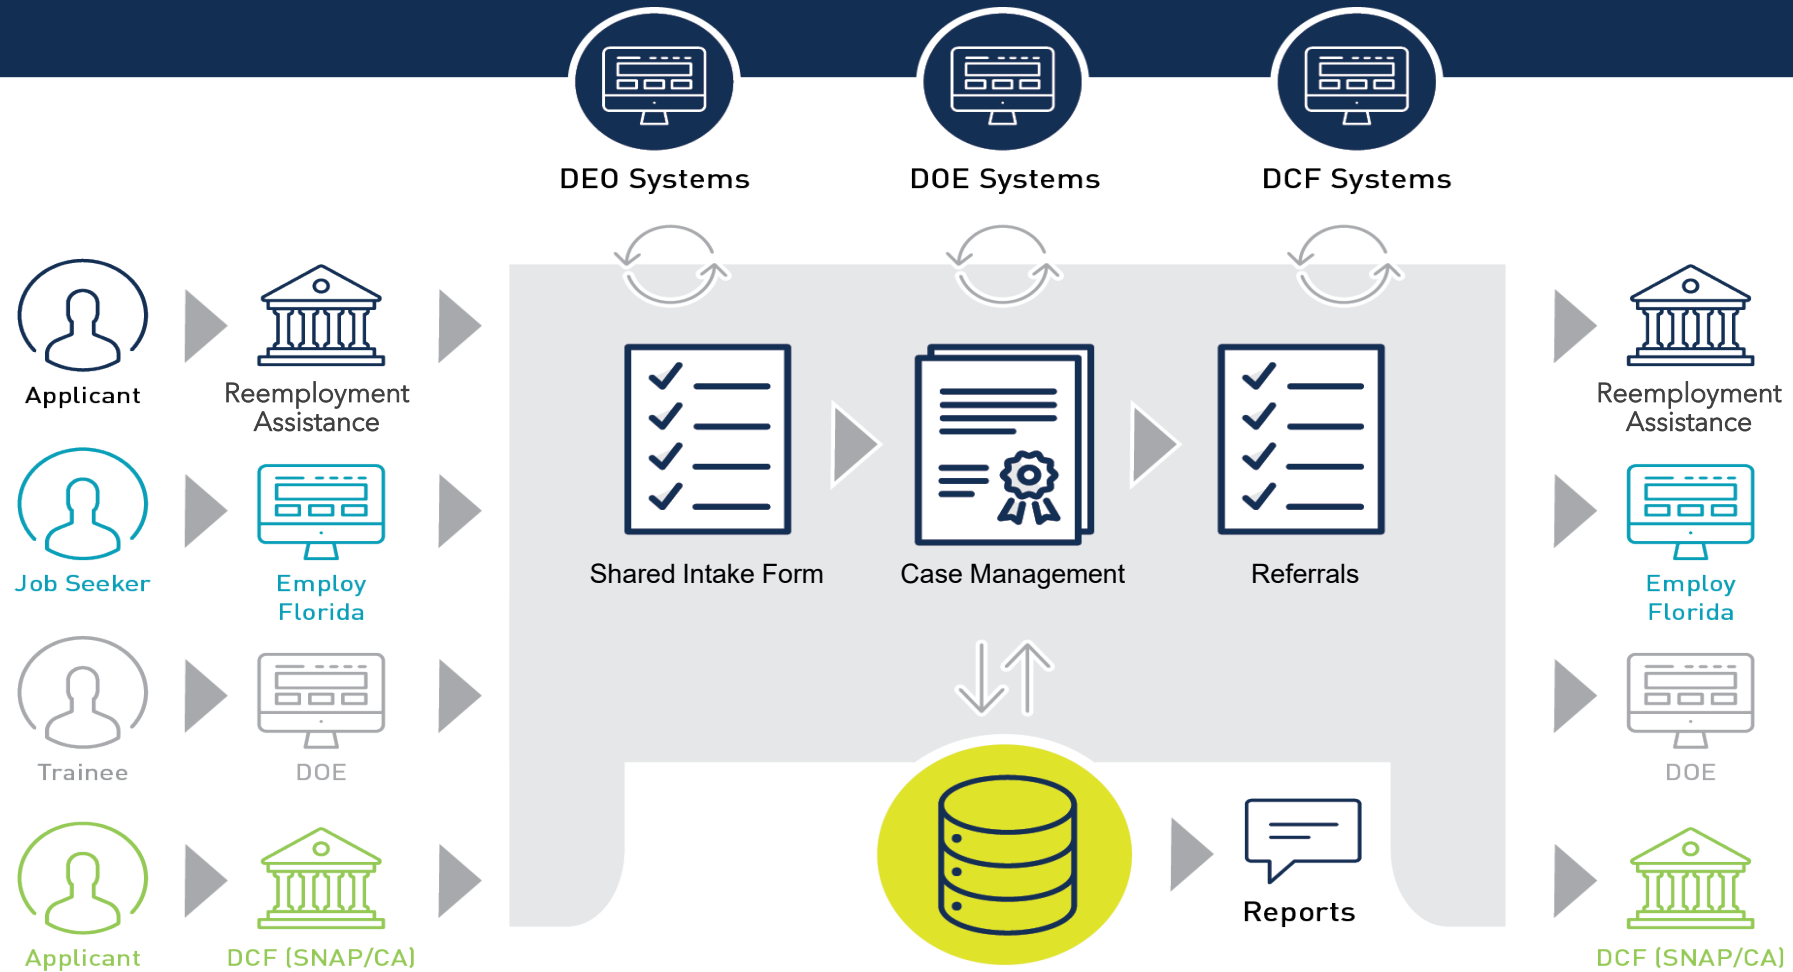 DEO Systems
DOE Systems
DCF Systems
Applicant
Reemployment
Assistance
Reemployment
Assistance
Shared Intake Form
Case Management
Referrals
Job Seeker
Employ
Florida
Employ
Florida
Trainee
DOE
DOE
Reports
Applicant
DCF (SNAP/CA)
DCF (SNAP/CA)